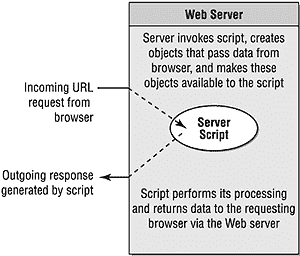 Web Server
Server invokes script, creates
objects that pass data from
browser, and makes these
objects available to the script
Incoming URL
request from
browser
Server
Script
Outgoing response
generated by script
Script performs its processing
and returns data to the requesting
browser via the Web server